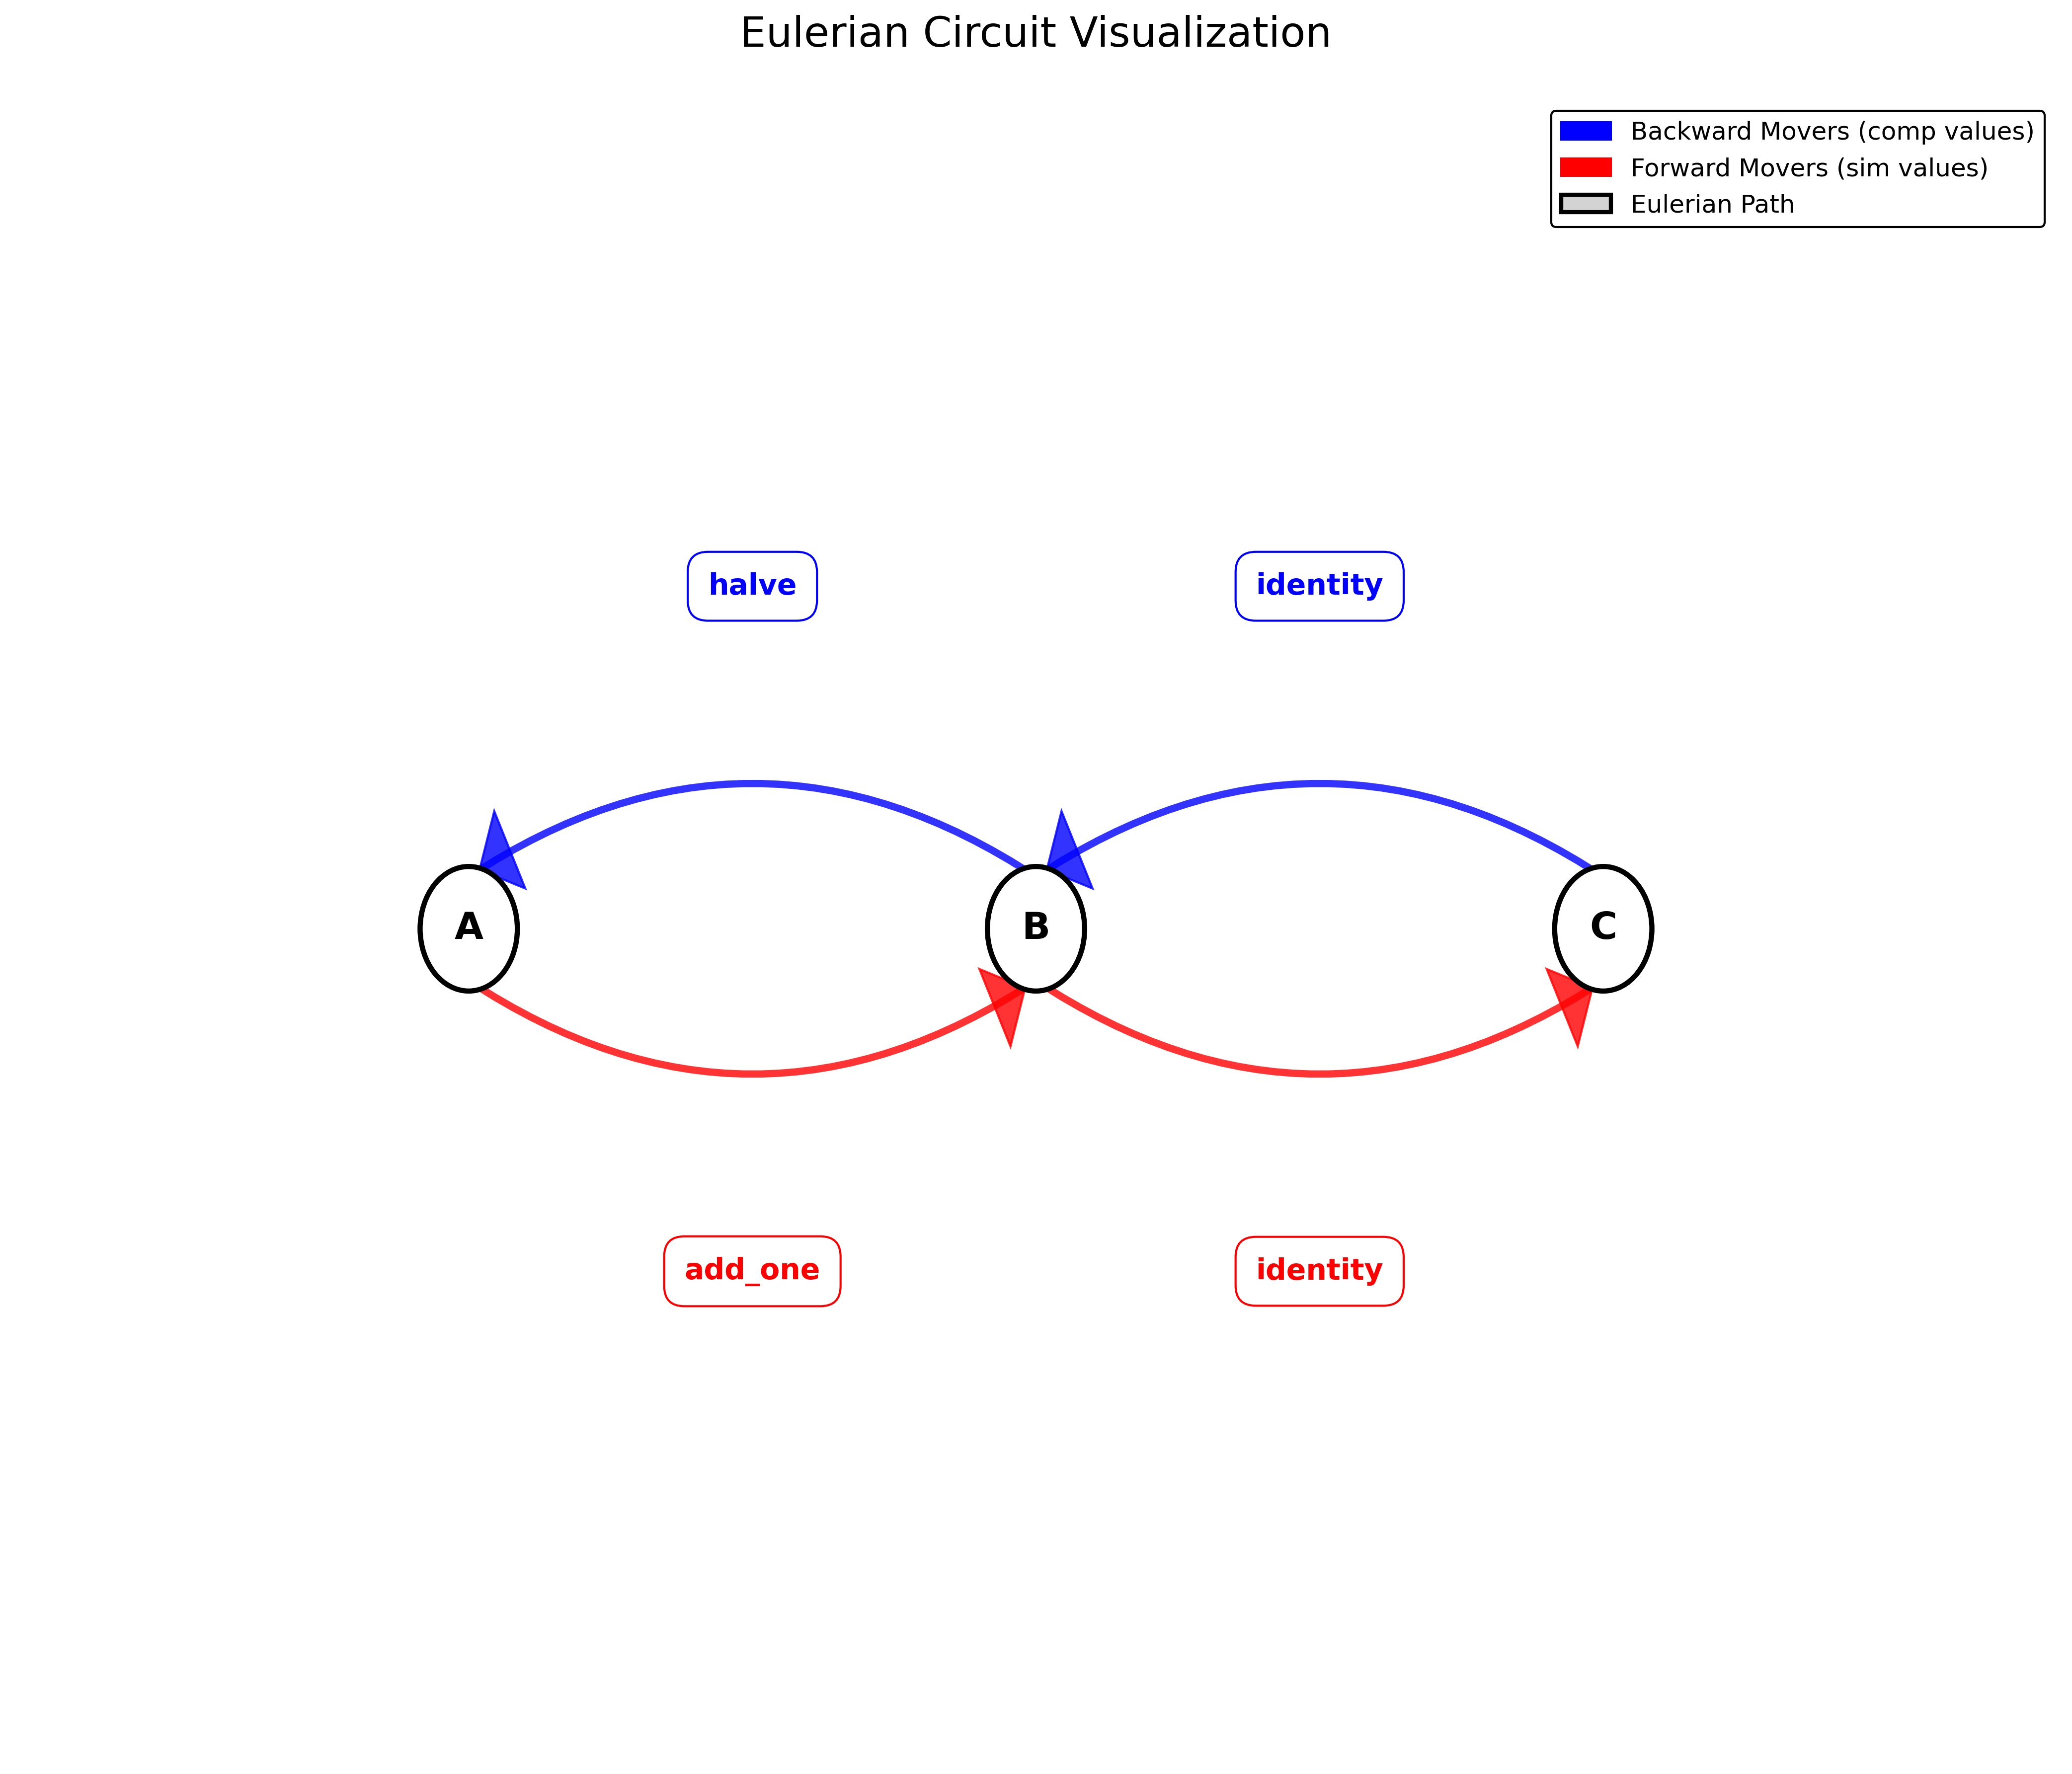 Eulerian Circuit Visualization
Backward Movers (comp values)
Forward Movers (sim values)
Eulerian Path
halve
identity
A
B
C
add_one
identity